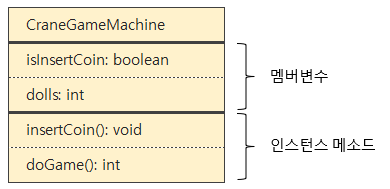 CraneGameMachine
isInsertCoin: boolean
dolls: int
멤버변수
insertCoin(): void
doGame(): int
인스턴스 메소드